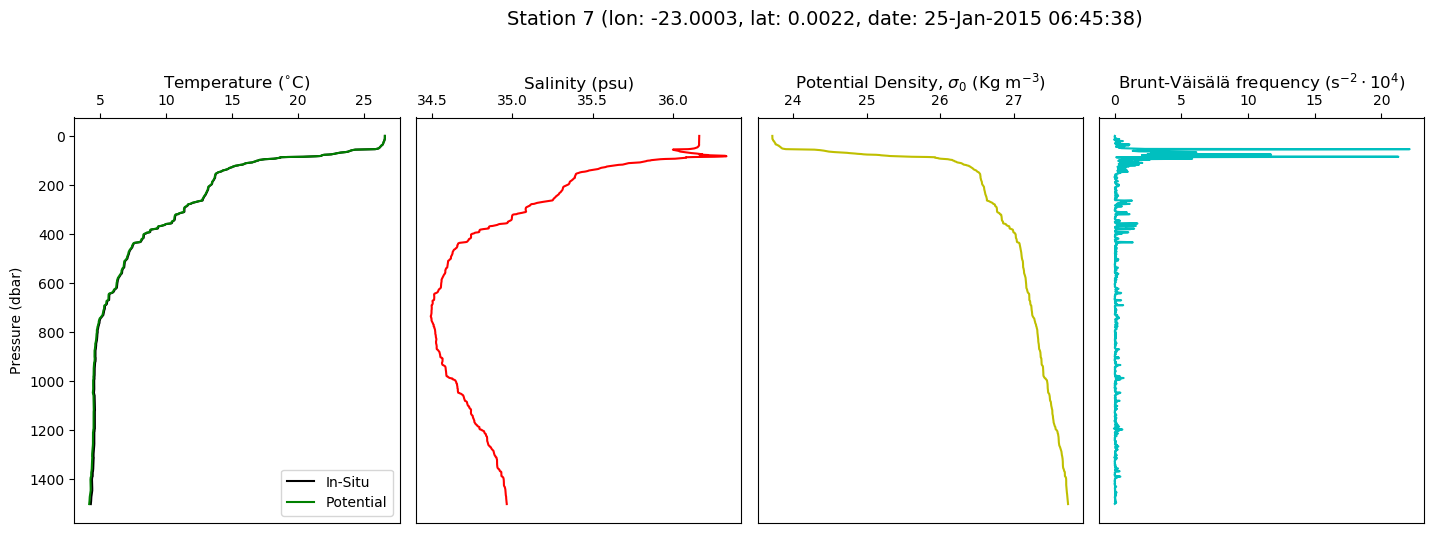 Station 7 (lon: -23.0003, lat: 0.0022, date: 25-Jan-2015 06:45:38)
Temperature (°C)
5 10 15 20 25
Salinity (psu)
34.5 35.0 35.5 36.0
Potential Density, σ₀ (Kg m⁻³)
24 25 26 27
Brunt-Väisälä frequency (s⁻² · 10⁴)
0 5 10 15 20
Pressure (dbar)
0
200
400
600
800
1000
1200
1400
In-Situ
Potential